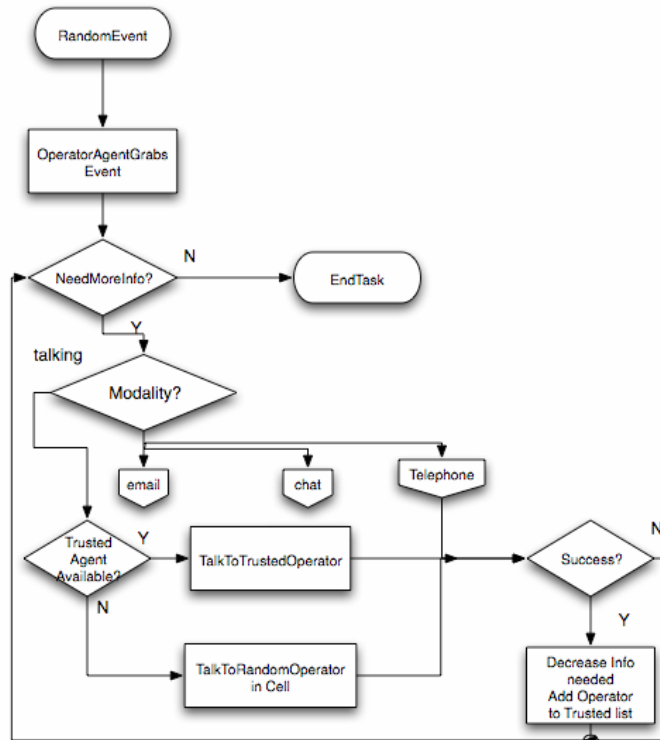 RandomEvent
OperatorAgentGrabs
Event
NeedMoreInfo?
N
EndTask
Y
talking
Modality?
email
chat
Telephone
Trusted
Agent
Available?
Y
TalkToTrustedOperator
Success?
N
N
Y
TalkToRandomOperator
in Cell
Decrease Info
needed
Add Operator
to Trusted list